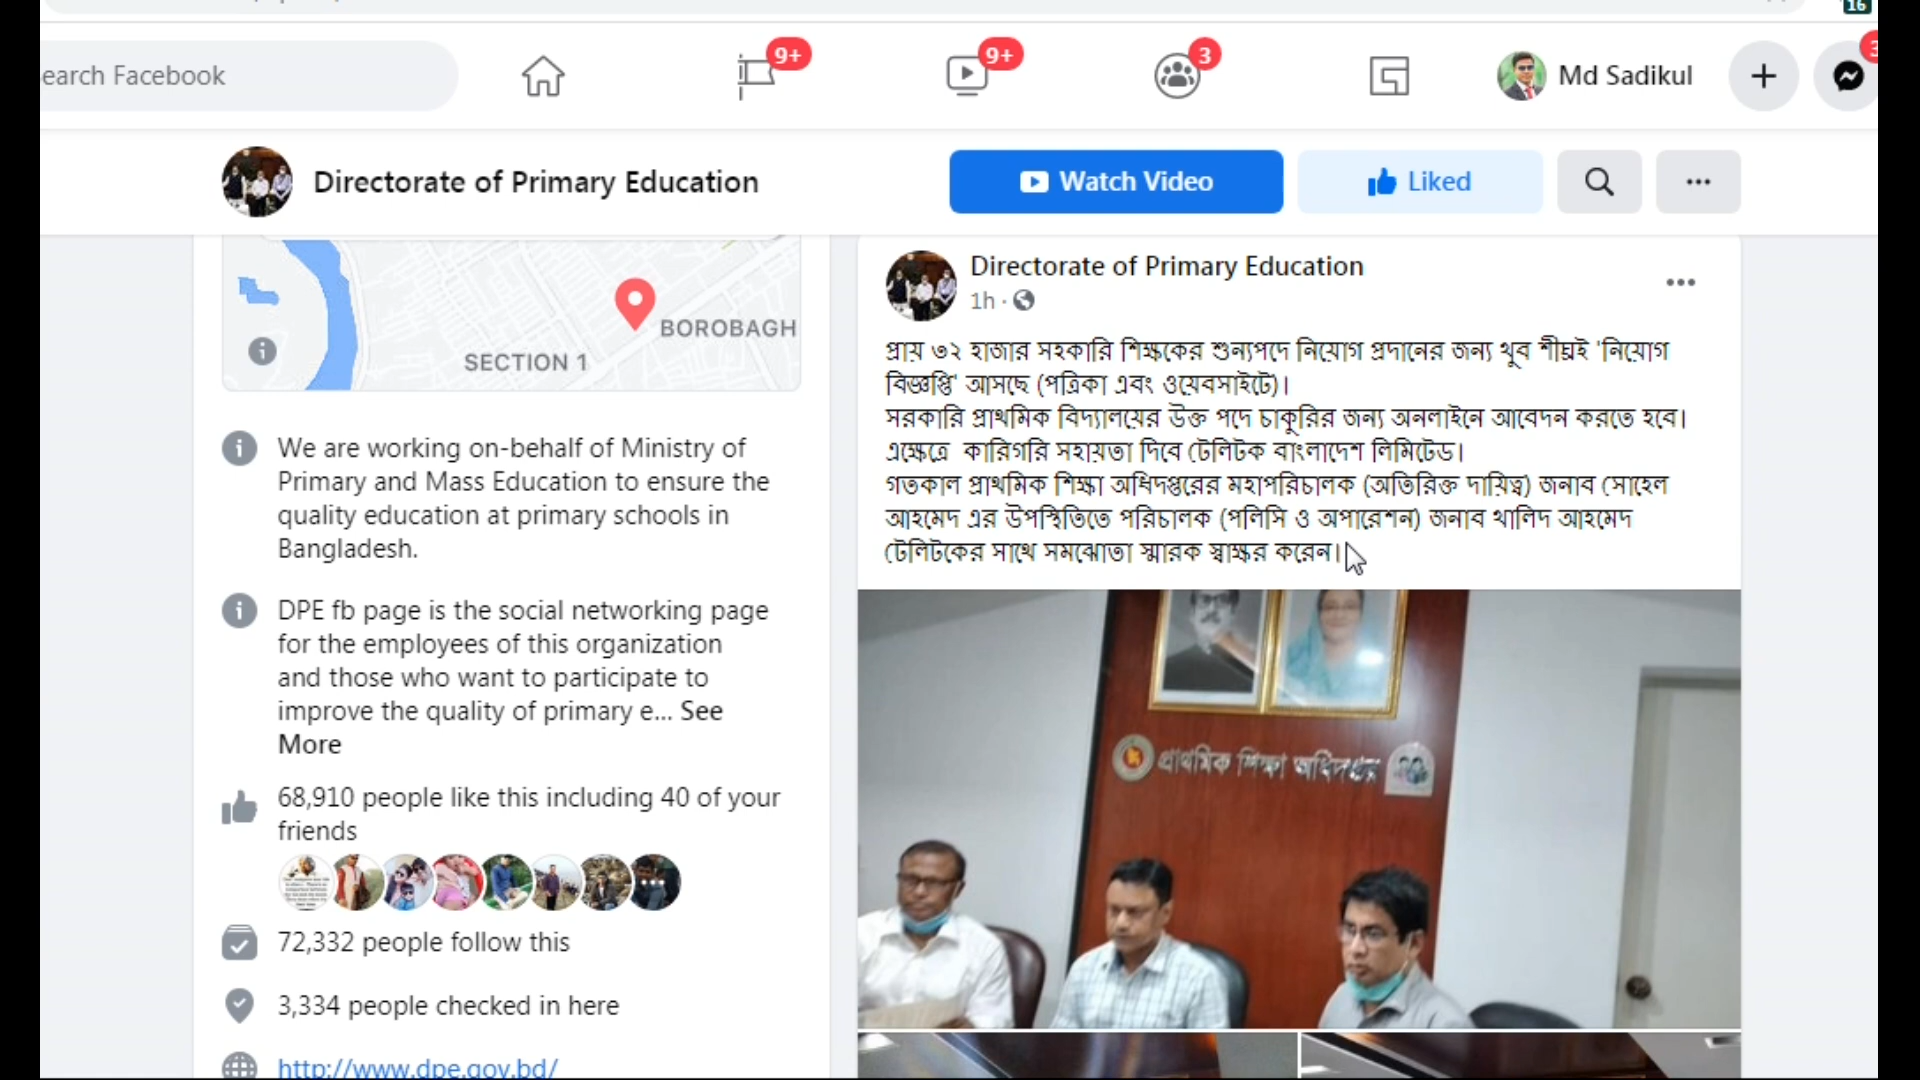 16
earch Facebook
9+
9+
3
Md Sadikul
3
Directorate of Primary Education
Watch Video
Liked
BOROBAGH
SECTION 1
We are working on-behalf of Ministry of
Primary and Mass Education to ensure the
quality education at primary schools in
Bangladesh.
DPE fb page is the social networking page
for the employees of this organization
and those who want to participate to
improve the quality of primary e... See
More
68,910 people like this including 40 of your
friends
72,332 people follow this
3,334 people checked in here
http://www.dpe.gov.bd/
Directorate of Primary Education
1h ·
প্রায় ৩২ হাজার সহকারি শিক্ষকের শুন্যপদে নিয়োগ প্রদানের জন্য খুব শীঘ্রই 'নিয়োগ
বিজ্ঞপ্তি' আসছে (পত্রিকা এবং ওয়েবসাইটে)।
সরকারি প্রাথমিক বিদ্যালয়ের উক্ত পদে চাকুরির জন্য অনলাইনে আবেদন করতে হবে।
এক্ষেত্রে কারিগরি সহায়তা দিবে টেলিটক বাংলাদেশ লিমিটেড।
গতকাল প্রাথমিক শিক্ষা অধিদপ্তরের মহাপরিচালক (অতিরিক্ত দায়িত্ব) জনাব সোহেল
আহমেদ এর উপস্থিতিতে পরিচালক (পলিসি ও অপারেশন) জনাব খালিদ আহমেদ
টেলিটকের সাথে সমঝোতা স্মারক স্বাক্ষর করেন।
প্রাথমিক শিক্ষা অধিদপ্তর